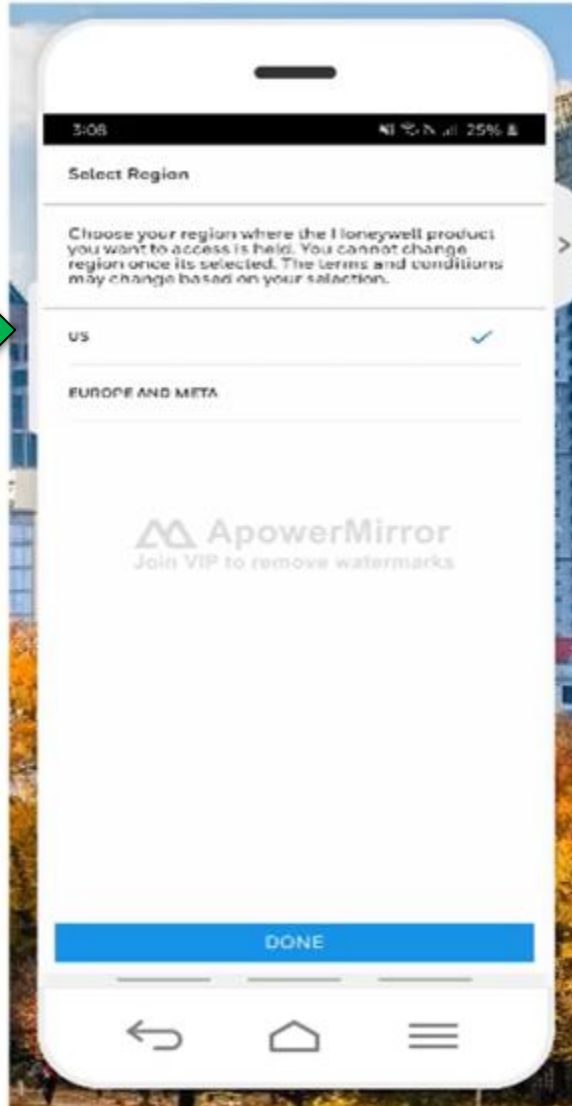 3:08
25%
Select Region
Choose your region where the Honeywell product
you want to access is held. You cannot change
region once its selected. The terms and conditions
may change based on your selection.
US
EUROPE AND META
ApowerMirror
Join VIP to remove watermarks
DONE